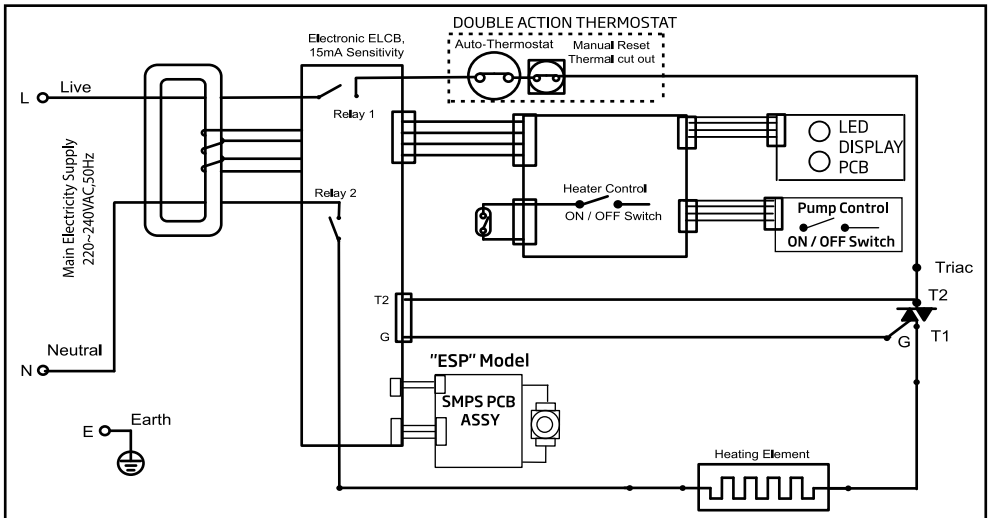 DOUBLE ACTION THERMOSTAT
Electronic ELCB,
15mA Sensitivity
Auto-Thermostat
Manual Reset
Thermal cut out
L
Live
Relay 1
LED
DISPLAY
PCB
Main Electricity Supply
220~240VAC,50Hz
Relay 2
Heater Control
ON / OFF Switch
Pump Control
ON / OFF Switch
Triac
T2
T2
G
G
T1
N
Neutral
"ESP" Model
SMPS PCB
ASSY
E
Earth
Heating Element